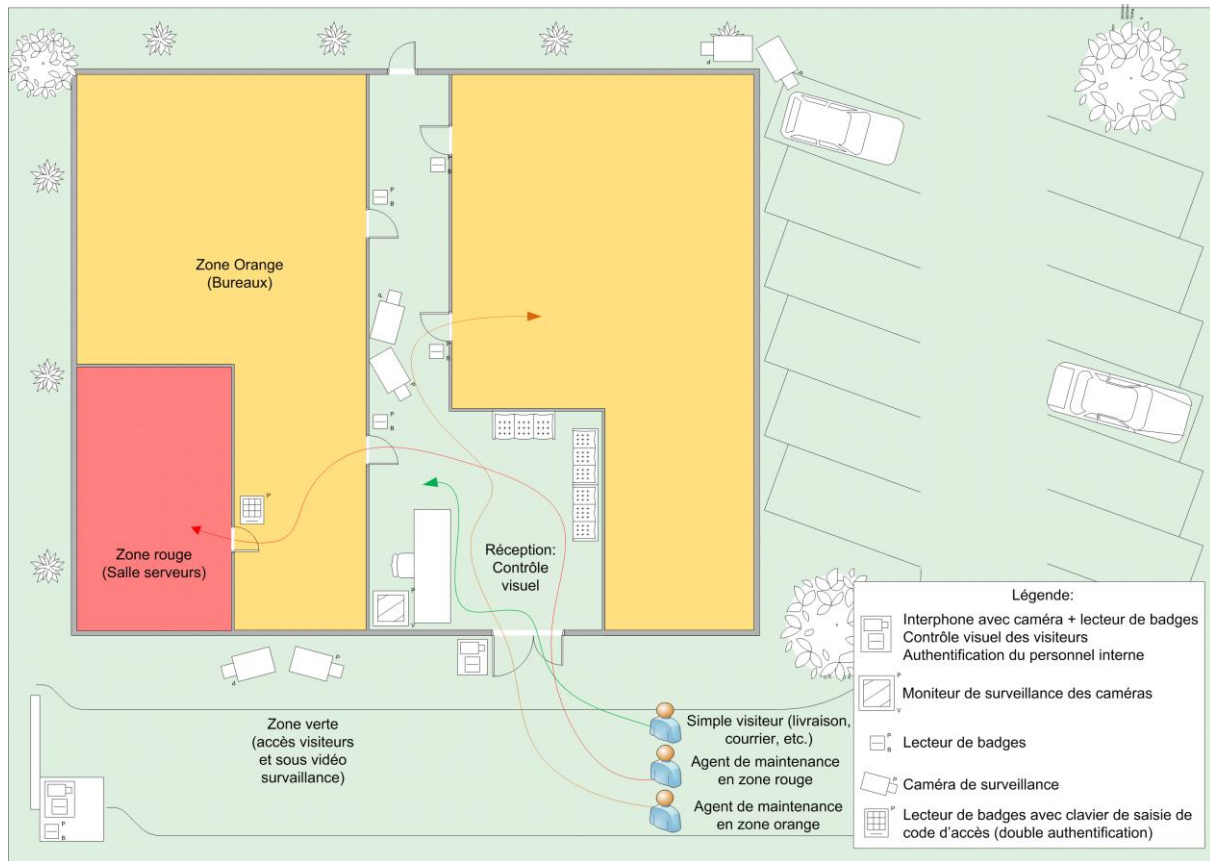 Zone Orange
(Bureaux)
Zone rouge
(Salle serveurs)
Réception:
Contrôle
visuel
Zone verte
(accès visiteurs
et sous vidéo
survaillance)
Simple visiteur (livraison,
courrier, etc.)
Agent de maintenance
en zone rouge
Agent de maintenance
en zone orange
Légende:
Interphone avec caméra + lecteur de badges
Contrôle visuel des visiteurs
Authentification du personnel interne
Moniteur de surveillance des caméras
Lecteur de badges
Caméra de surveillance
Lecteur de badges avec clavier de saisie de
code d'accès (double authentification)